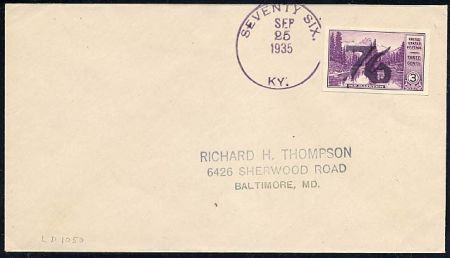 SEVENTY SIX.
SEP
25
1935
KY.
UNITED
STATES
POSTAGE
THREE
CENTS
3
76
RICHARD H. THOMPSON
6426 SHERWOOD ROAD
BALTIMORE, MD.
LD1050